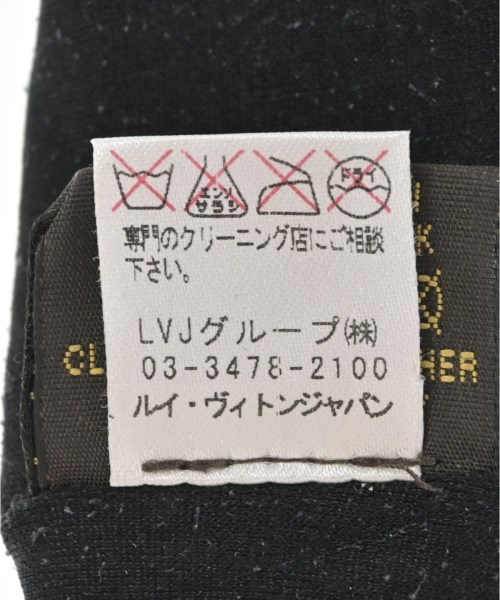 エンソ
サラシ
ドライ
専門のクリーニング店にご相談
下さい。
LVJグループ(株)
03-3478-2100
ルイ・ヴィトンジャパン
CL
HER